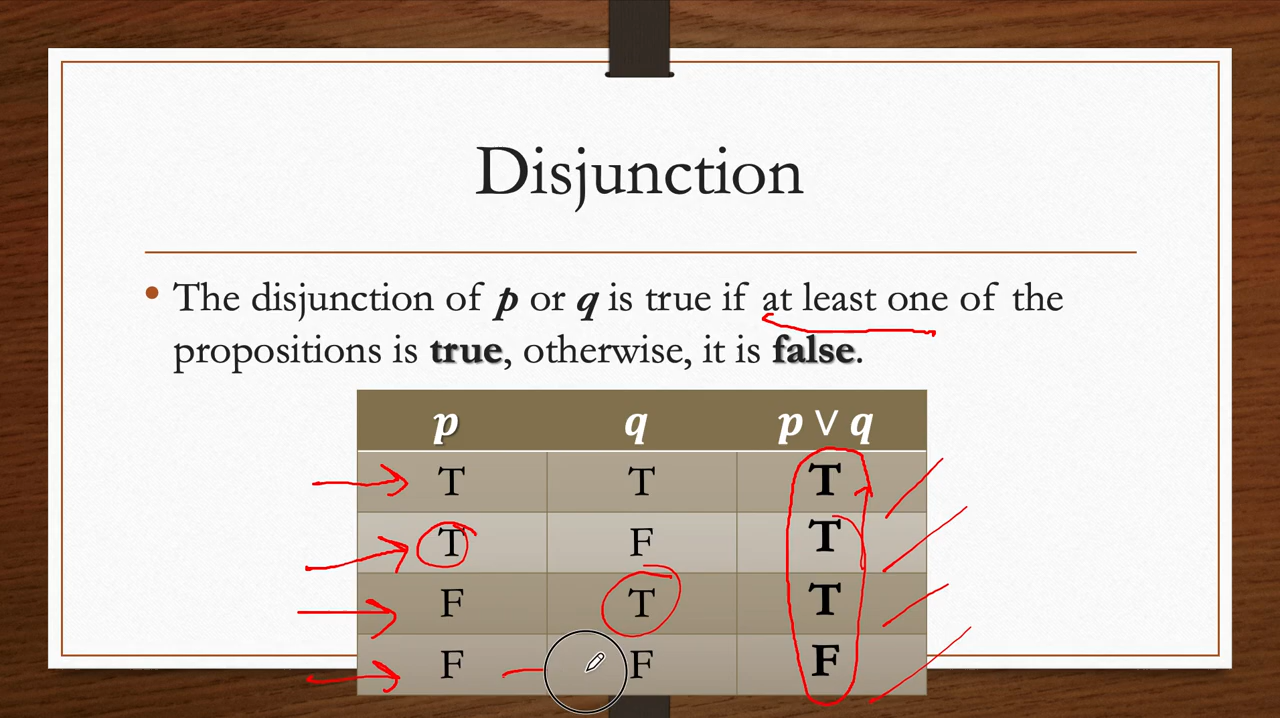 Disjunction
• The disjunction of p or q is true if at least one of the
propositions is true, otherwise, it is false.
p q p ∨ q
T T T
T F T
F T T
F F F